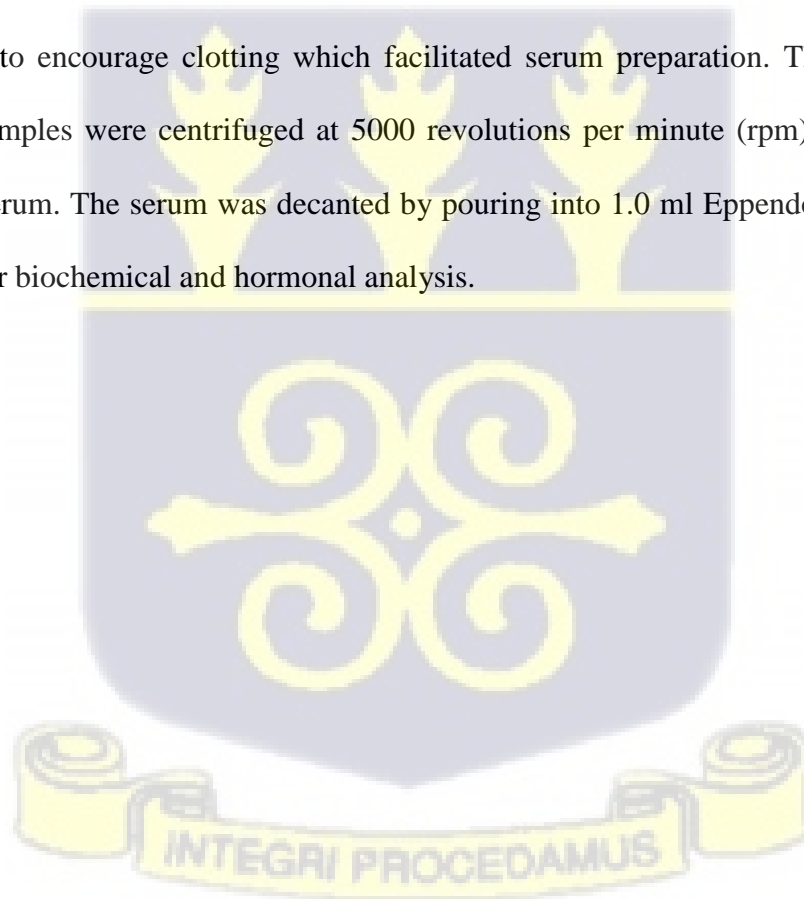 to encourage clotting which facilitated serum preparation.
were centrifuged at 5000 revolutions per minute (rpm)
The serum was decanted by pouring into 1.0 ml
biochemical and hormonal analysis.
INTEGRI PROCEDAMUS